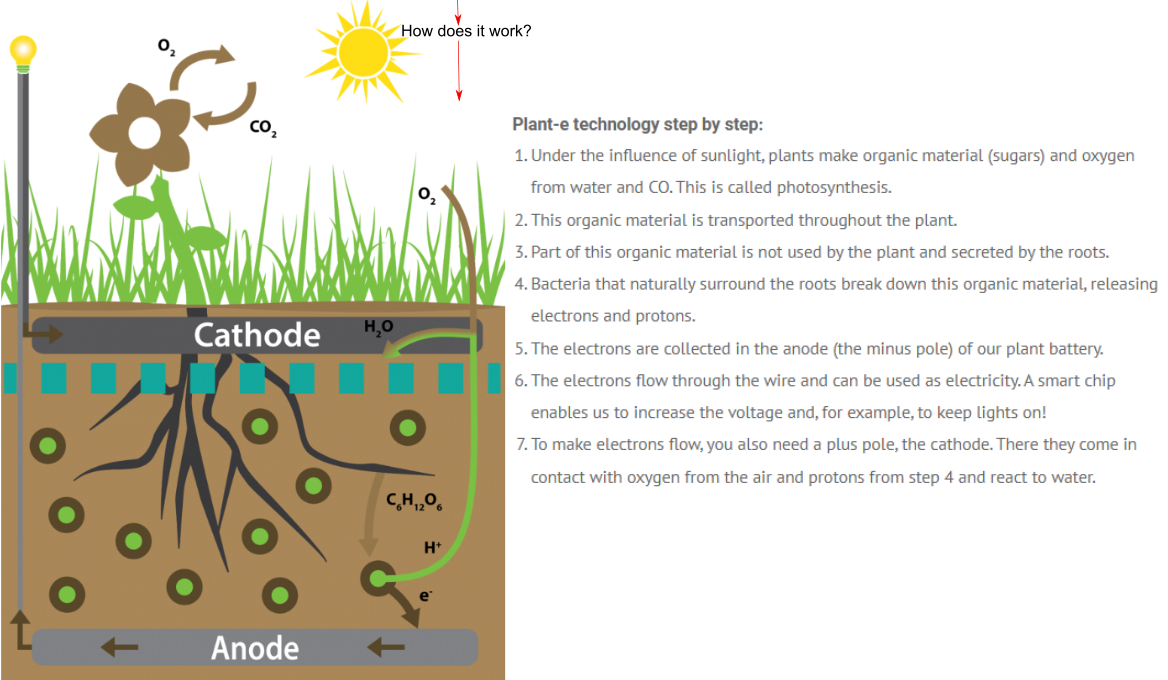 How does it work?
O₂
CO₂
O₂
Cathode
H₂O
C₆H₁₂O₆
H⁺
e⁻
Anode
Plant-e technology step by step:
1. Under the influence of sunlight, plants make organic material (sugars) and oxygen
from water and CO. This is called photosynthesis.
2. This organic material is transported throughout the plant.
3. Part of this organic material is not used by the plant and secreted by the roots.
4. Bacteria that naturally surround the roots break down this organic material, releasing
electrons and protons.
5. The electrons are collected in the anode (the minus pole) of our plant battery.
6. The electrons flow through the wire and can be used as electricity. A smart chip
enables us to increase the voltage and, for example, to keep lights on!
7. To make electrons flow, you also need a plus pole, the cathode. There they come in
contact with oxygen from the air and protons from step 4 and react to water.